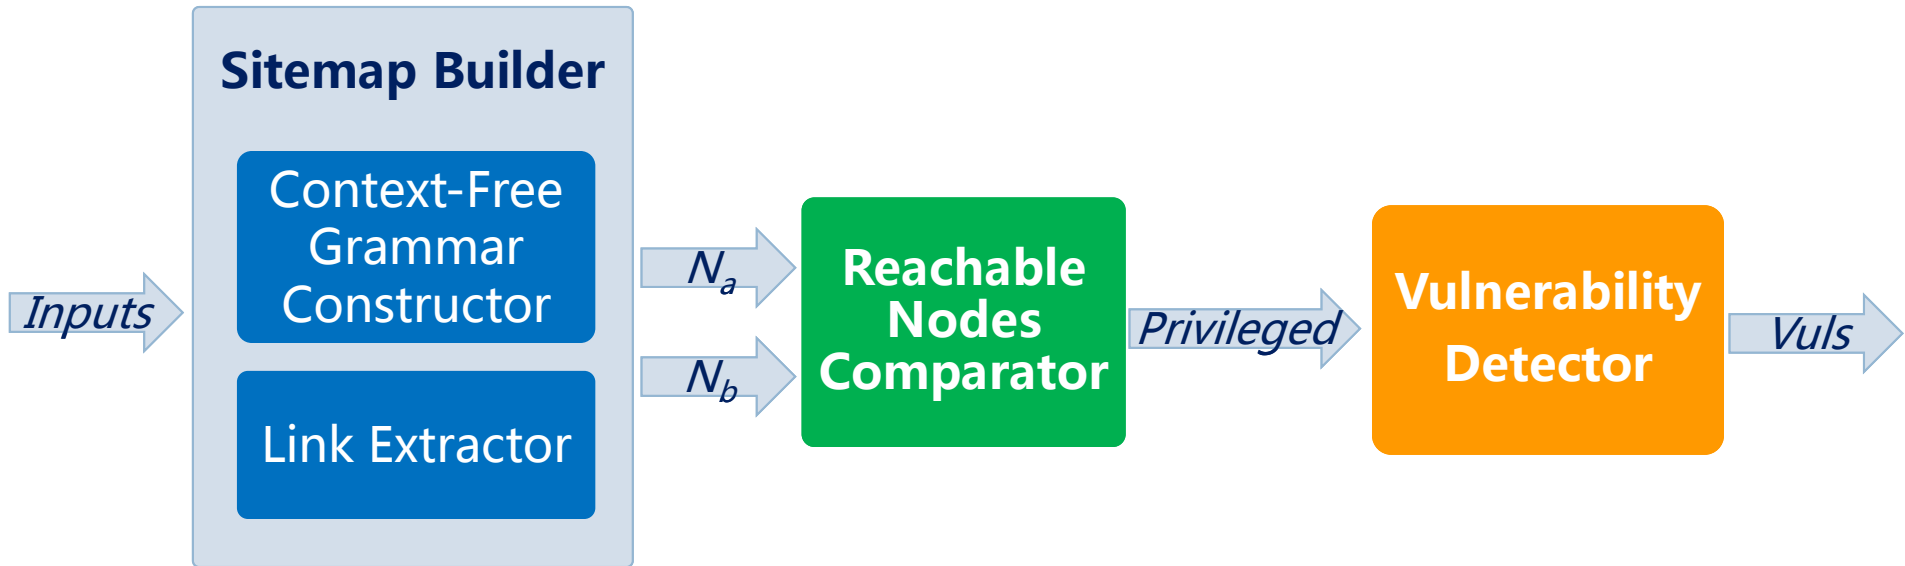 Sitemap Builder
Context-Free
Grammar
Constructor
Link Extractor
Inputs
Na
Nb
Reachable
Nodes
Comparator
Privileged
Vulnerability
Detector
Vuls